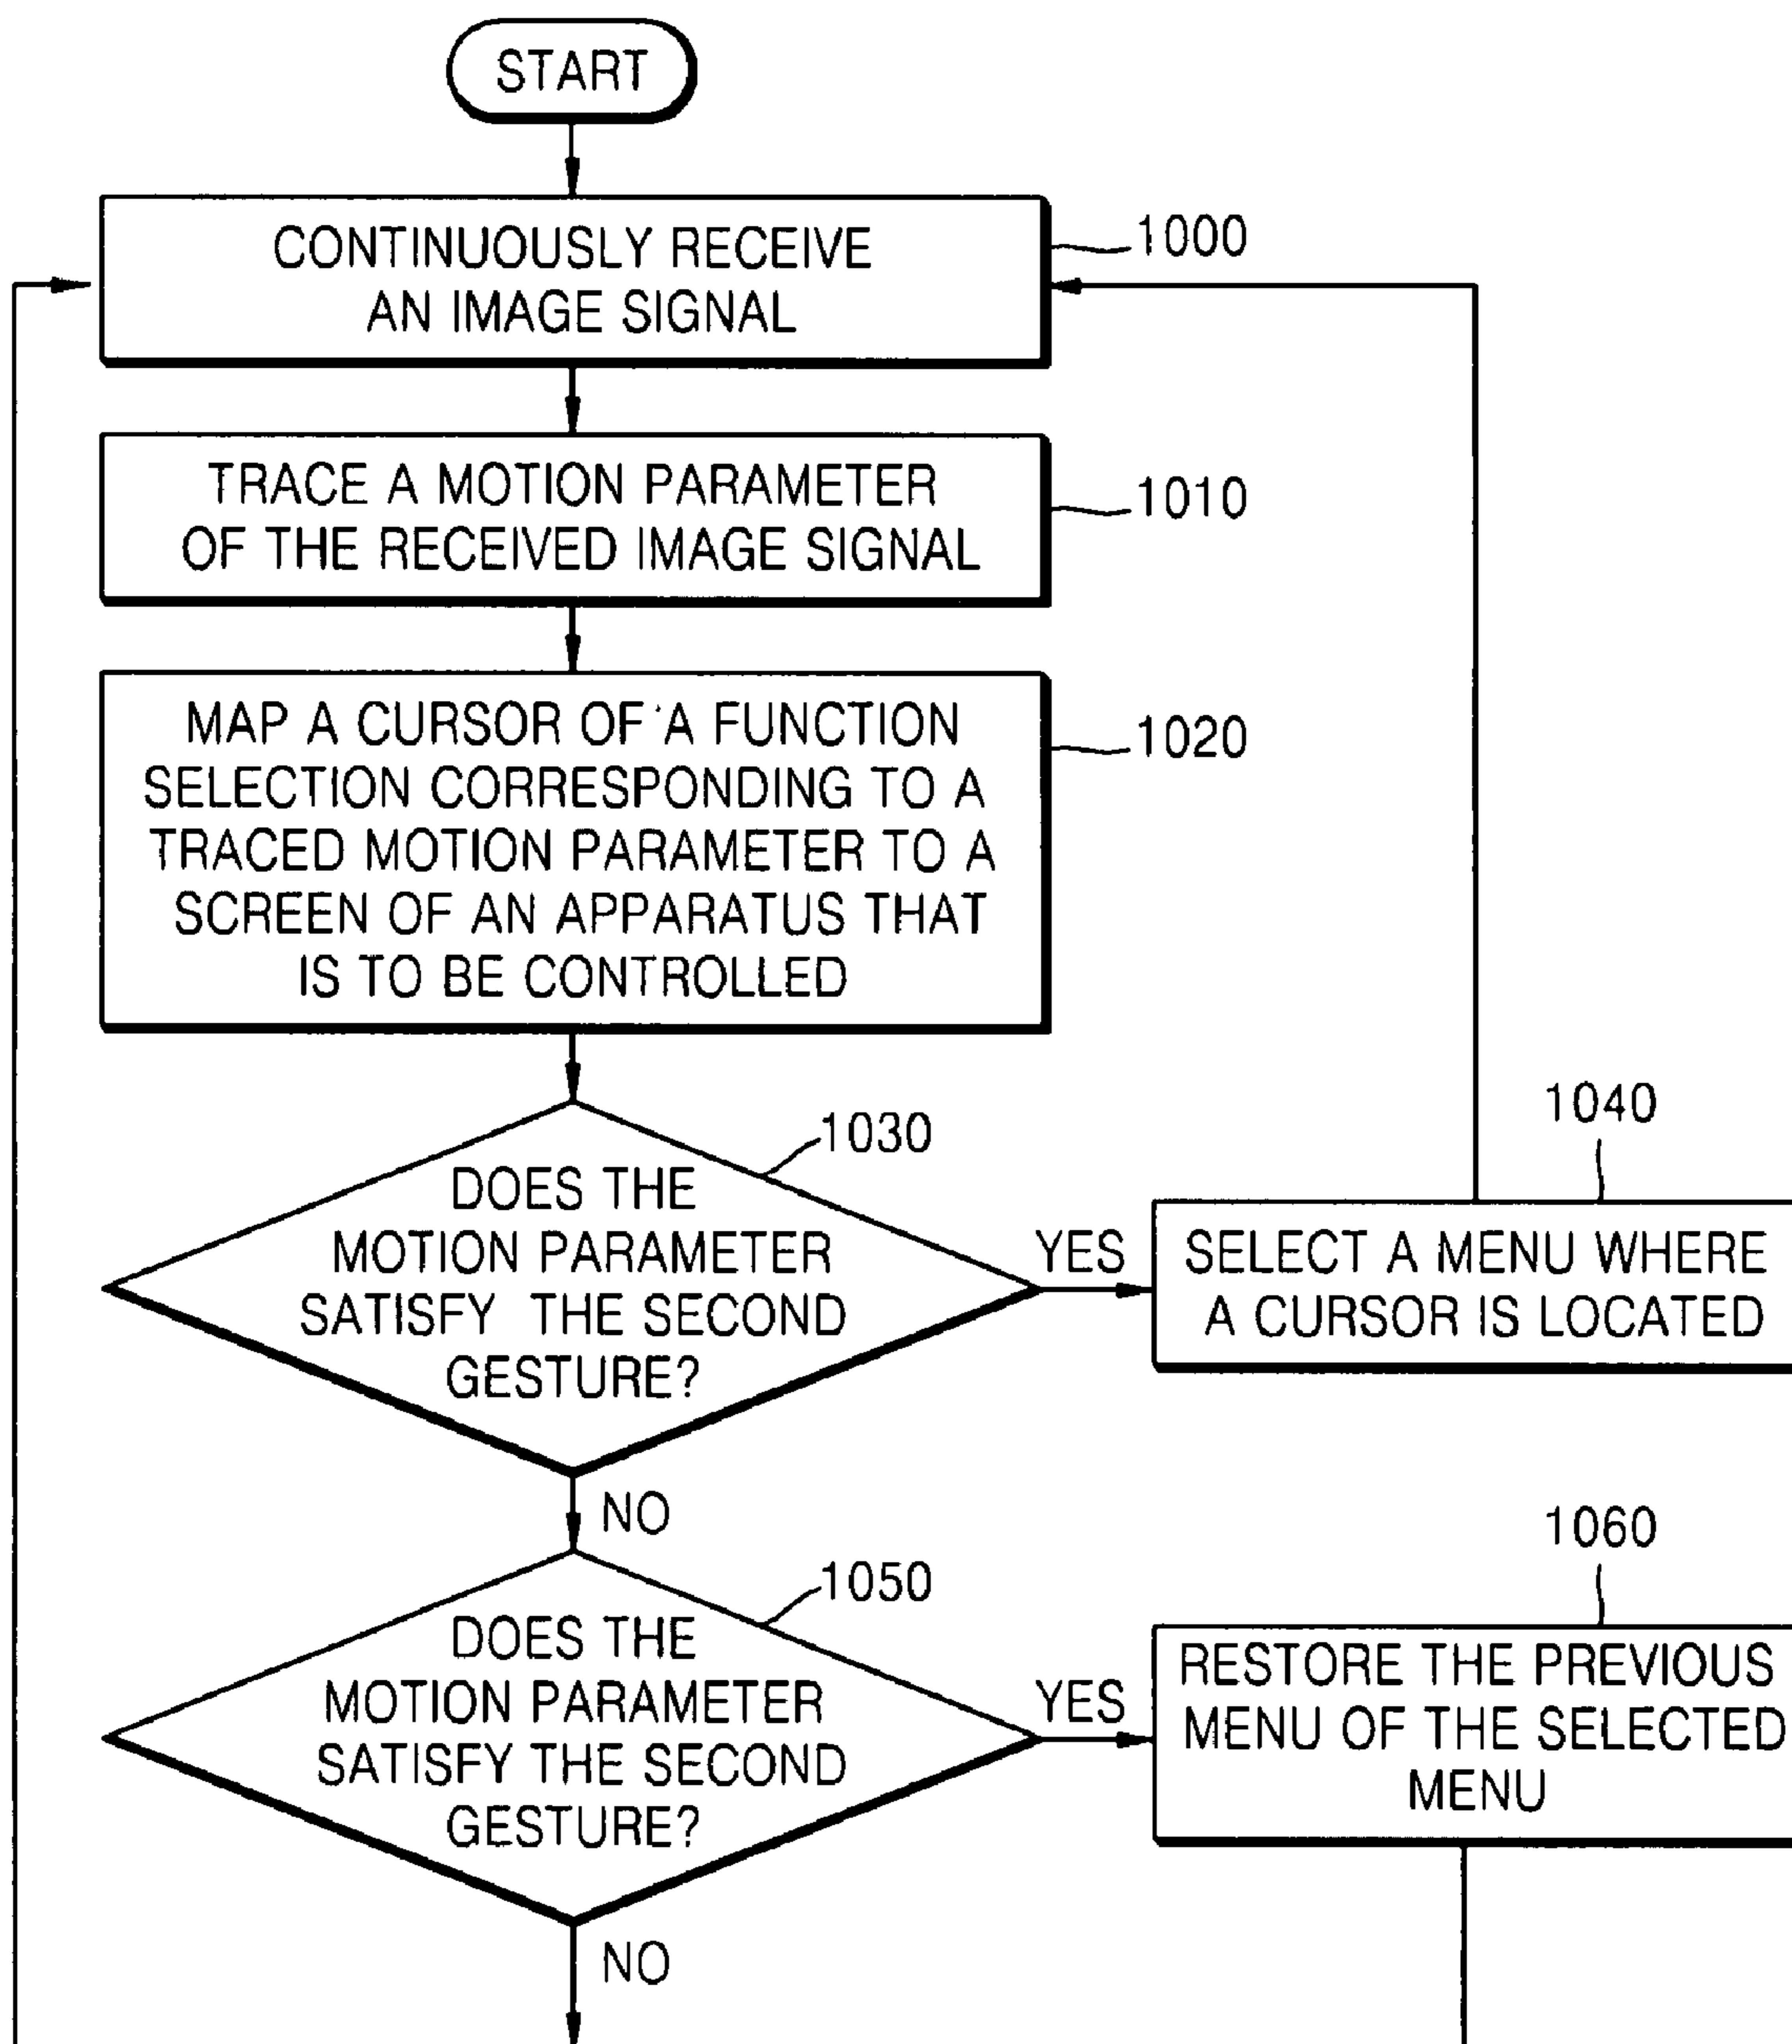 START
CONTINUOUSLY RECEIVE
AN IMAGE SIGNAL
1000
TRACE A MOTION PARAMETER
OF THE RECEIVED IMAGE SIGNAL
1010
MAP A CURSOR OF A FUNCTION
SELECTION CORRESPONDING TO A
TRACED MOTION PARAMETER TO A
SCREEN OF AN APPARATUS THAT
IS TO BE CONTROLLED
1020
1030
DOES THE
MOTION PARAMETER
SATISFY THE SECOND
GESTURE?
YES
1040
SELECT A MENU WHERE
A CURSOR IS LOCATED
NO
1050
DOES THE
MOTION PARAMETER
SATISFY THE SECOND
GESTURE?
YES
1060
RESTORE THE PREVIOUS
MENU OF THE SELECTED
MENU
NO